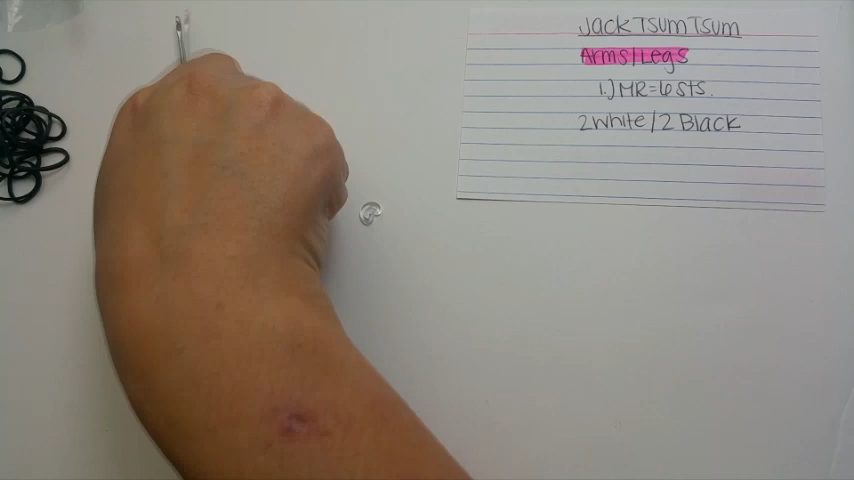 Jack Tsum Tsum
Arms/Legs
1.) MR=6 sts.
2 White/2 Black